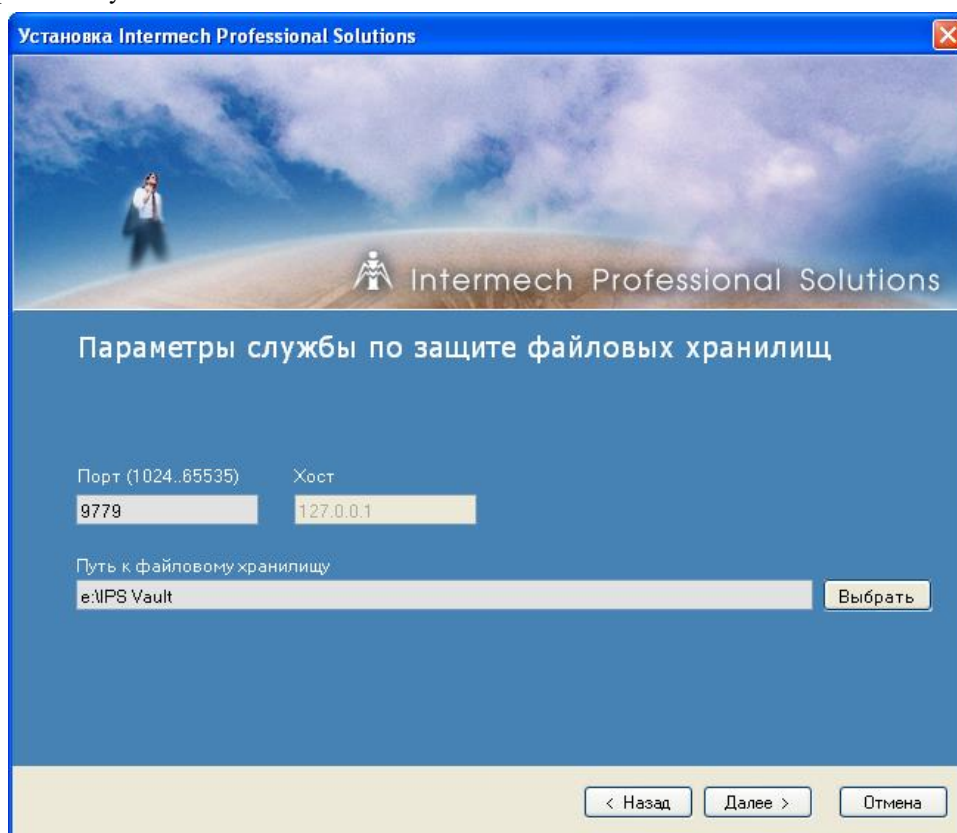 Установка Intermech Professional Solutions
Intermech Professional Solutions
Параметры службы по защите файловых хранилищ
Порт (1024..65535) Хост
9779 127.0.0.1
Путь к файловому хранилищу
e:\IPS Vault Выбрать
< Назад Далее > Отмена